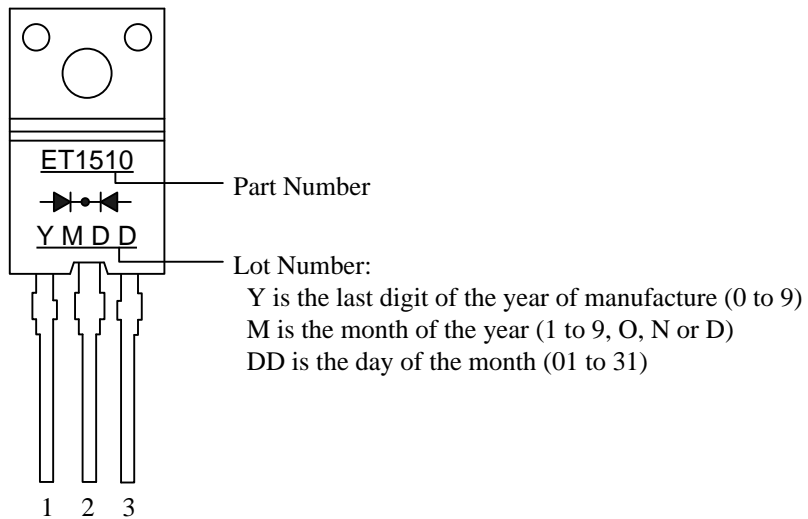 ET1510
Part Number
Y M D D
Lot Number:
Y is the last digit of the year of manufacture (0 to 9)
M is the month of the year (1 to 9, O, N or D)
DD is the day of the month (01 to 31)
1 2 3